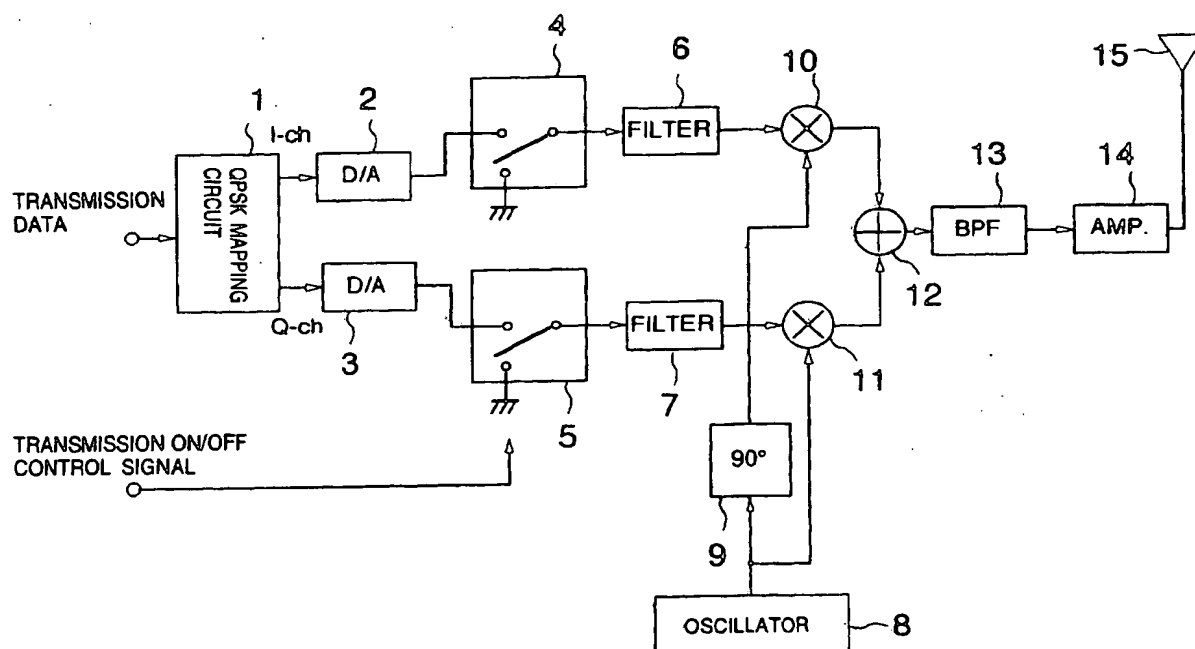 4
6
10
15
1
I-ch
2
FILTER
13
14
D/A
TRANSMISSION
DATA
QPSK MAPPING
CIRCUIT
BPF
AMP.
D/A
12
Q-ch
3
FILTER
11
5
7
TRANSMISSION ON/OFF
CONTROL SIGNAL
90°
9
OSCILLATOR
8